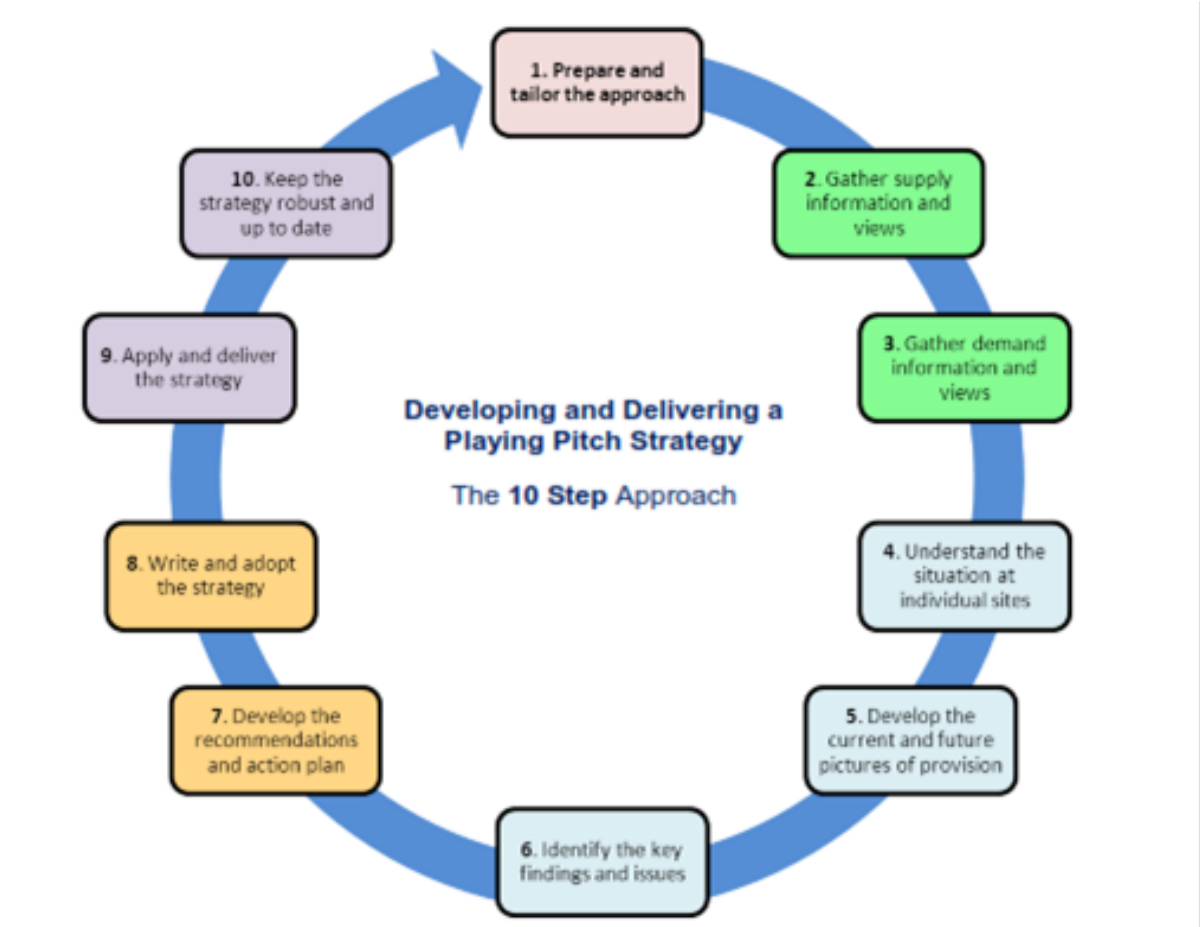 1. Prepare and
tailor the approach
2. Gather supply
information and
views
3. Gather demand
information and
views
4. Understand the
situation at
individual sites
5. Develop the
current and future
pictures of provision
6. Identify the key
findings and issues
7. Develop the
recommendations
and action plan
8. Write and adopt
the strategy
9. Apply and deliver
the strategy
10. Keep the
strategy robust and
up to date
Developing and Delivering a
Playing Pitch Strategy
The 10 Step Approach